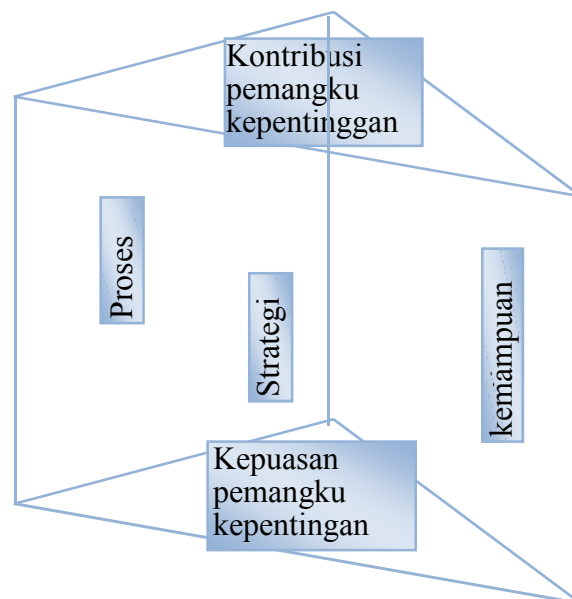 Kontribusi
pemangku
kepentinggan
Proses
Strategi
kemampuan
Kepuasan
pemangku
kepentingan